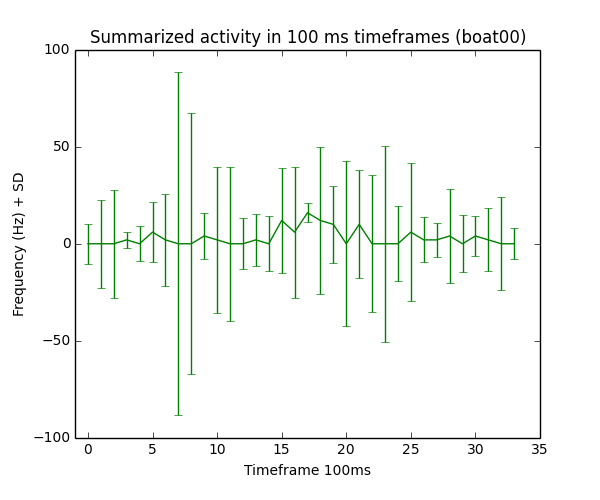 Summarized activity in 100 ms timeframes (boat00)
100
50
0
−50
−100
Frequency (Hz) + SD
0 5 10 15 20 25 30 35
Timeframe 100ms